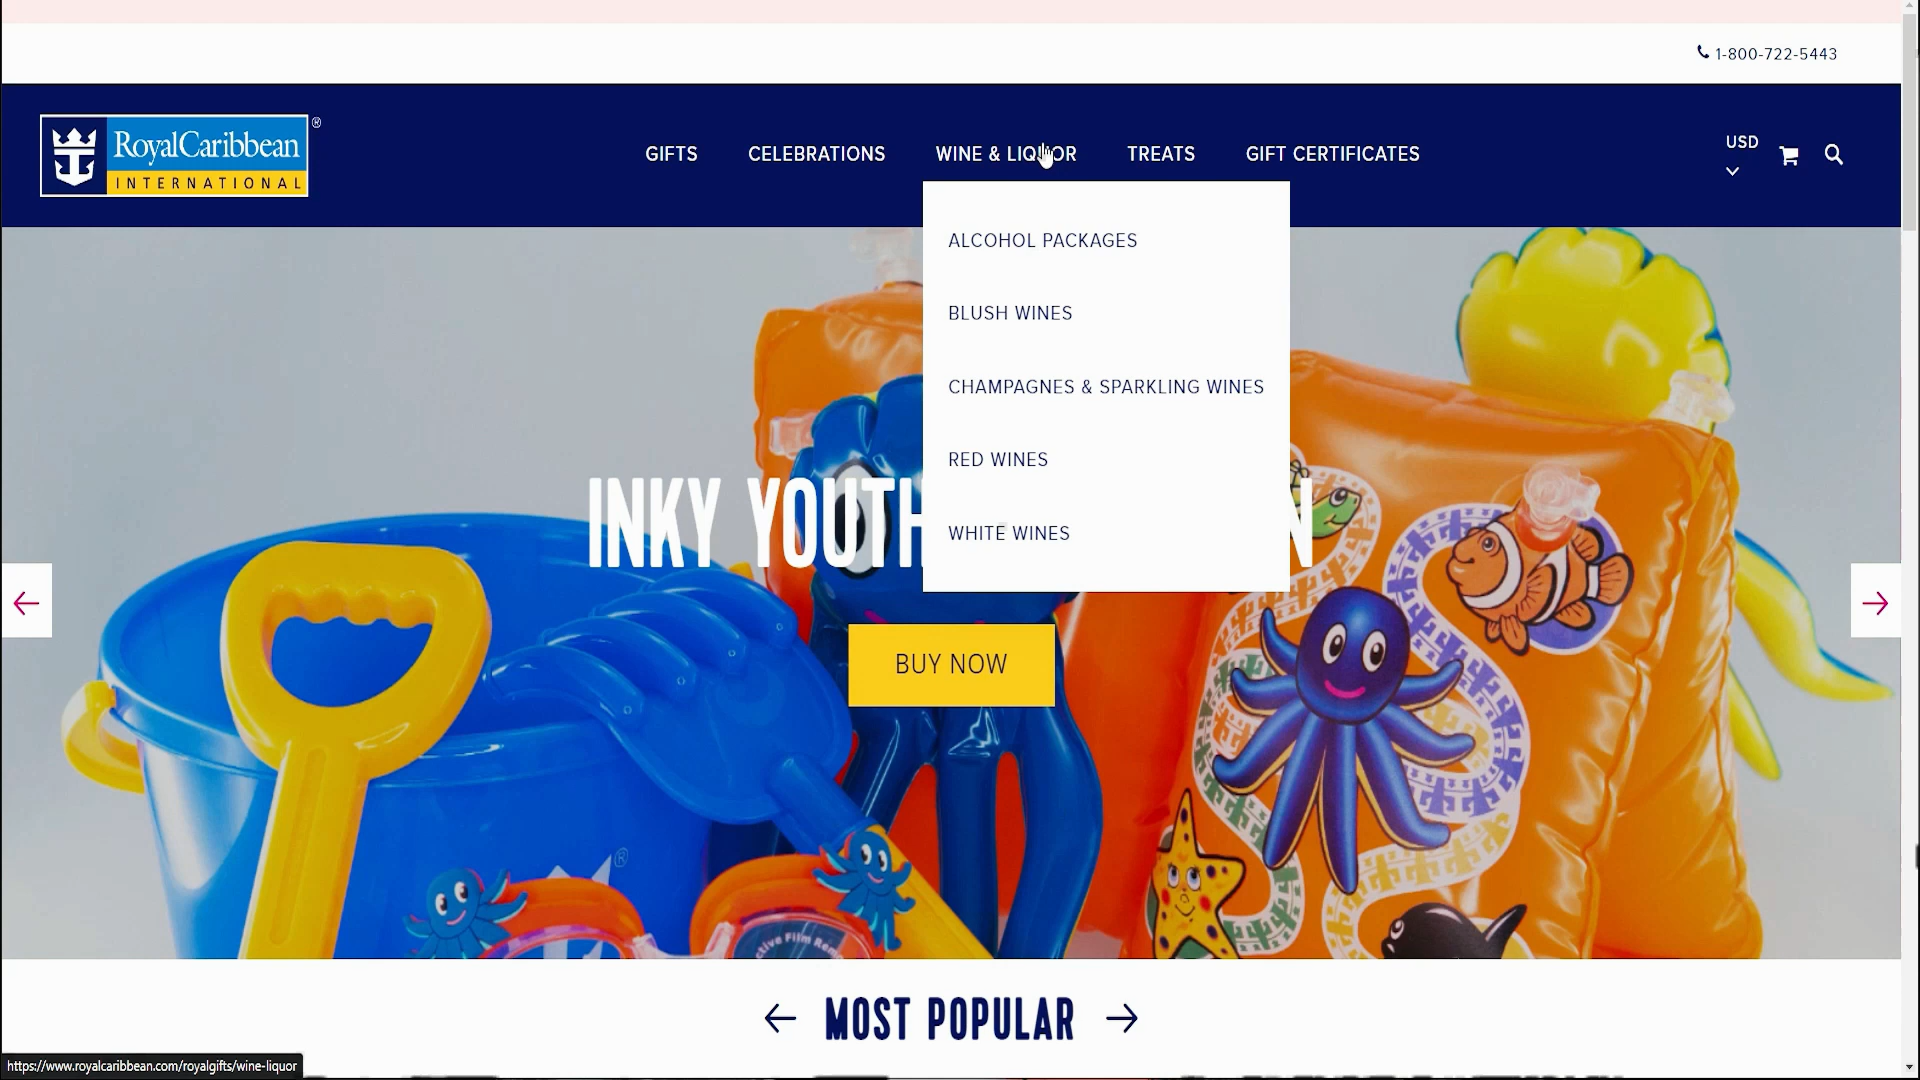 1-800-722-5443
RoyalCaribbean®
INTERNATIONAL
GIFTS
CELEBRATIONS
WINE & LIQUOR
TREATS
GIFT CERTIFICATES
USD
ALCOHOL PACKAGES
BLUSH WINES
CHAMPAGNES & SPARKLING WINES
RED WINES
WHITE WINES
INKY YOUTH
BUY NOW
MOST POPULAR
https://www.royalcaribbean.com/royalgifts/wine-liquor